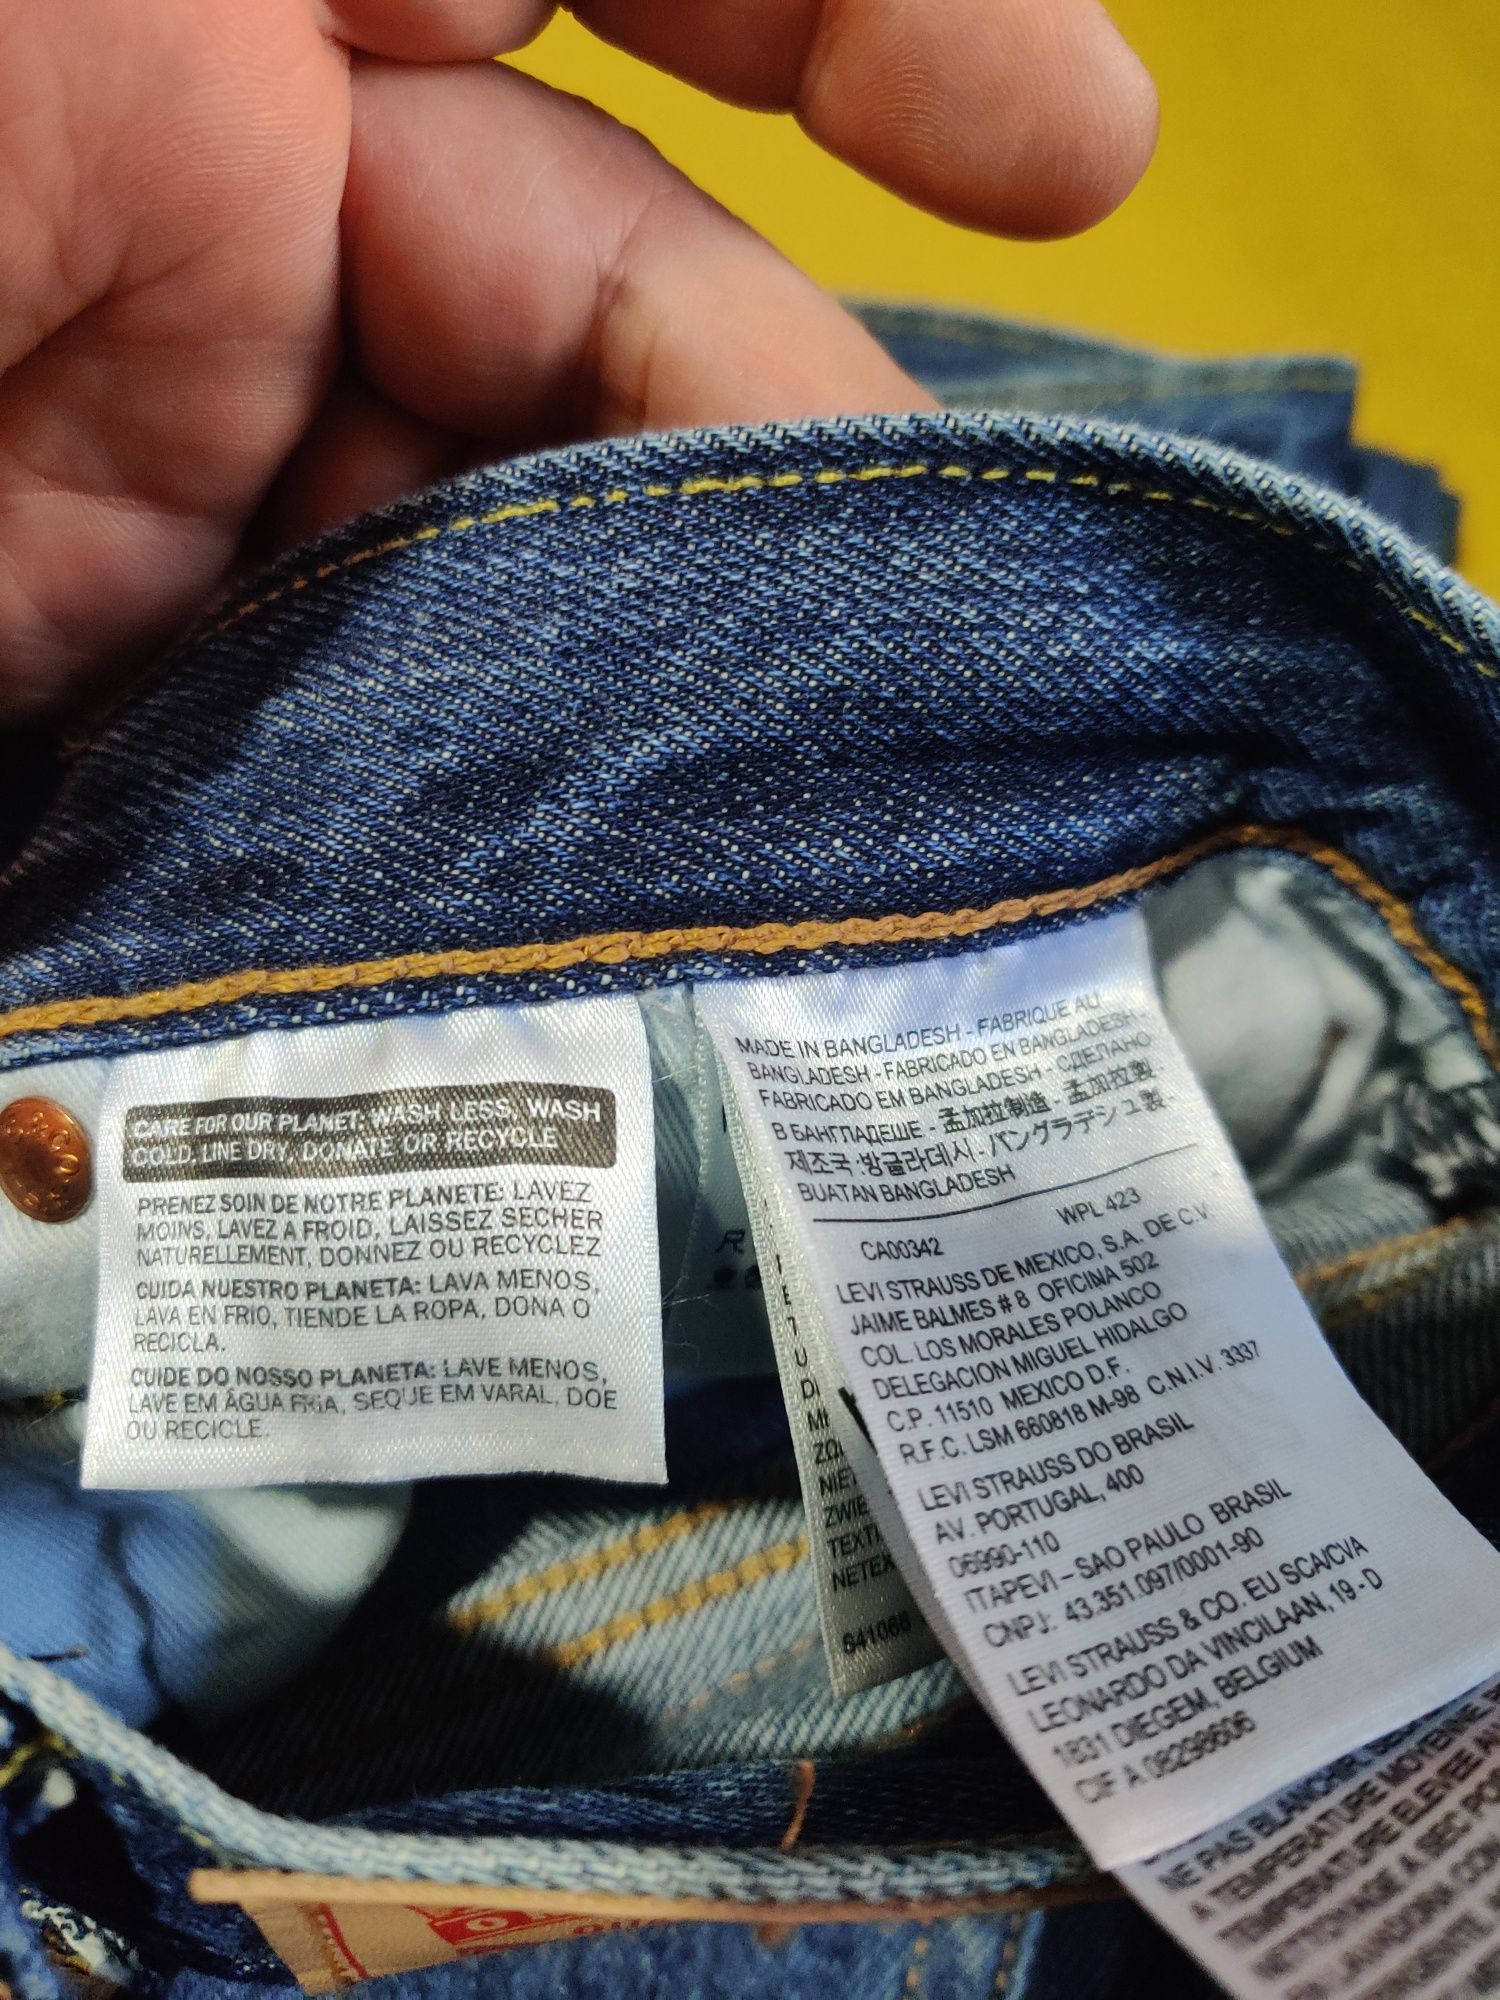 CARE FOR OUR PLANET: WASH LESS, WASH
COLD, LINE DRY, DONATE OR RECYCLE
PRENEZ SOIN DE NOTRE PLANETE: LAVEZ
MOINS, LAVEZ A FROID, LAISSEZ SECHER
NATURELLEMENT, DONNEZ OU RECYCLEZ
CUIDA NUESTRO PLANETA: LAVA MENOS,
LAVA EN FRIO, TIENDE LA ROPA, DONA O
RECICLA.
CUIDE DO NOSSO PLANETA: LAVE MENOS,
LAVE EM ÁGUA FRIA, SEQUE EM VARAL, DOE
OU RECICLE.
MADE IN BANGLADESH - FABRIQUE AU
BANGLADESH - FABRICADO EN BANGLADESH -
FABRICADO EM BANGLADESH - СДЕЛАНО
В БАНГЛАДЕШЕ - 孟加拉制造 - 孟加拉製 -
제조국:방글라데시 - バングラデシュ製 -
BUATAN BANGLADESH
WPL 423
CA00342
LEVI STRAUSS DE MEXICO, S.A. DE C.V.
JAIME BALMES # 8 OFICINA 502
COL. LOS MORALES POLANCO
DELEGACION MIGUEL HIDALGO
C.P. 11510 MEXICO D.F.
R.F.C. LSM 660818 M-98 C.N.I.V. 3337
LEVI STRAUSS DO BRASIL
AV. PORTUGAL, 400
06990-110
ITAPEVI – SAO PAULO BRASIL
CNPJ: 43.351.097/0001-90
LEVI STRAUSS & CO. EU SCA/CVA
LEONARDO DA VINCILAAN, 19 - D
1831 DIEGEM, BELGIUM
CIF A 08298606
NE PAS BLANCHIR
A TEMPERATURE MOYENNE
TEMPERATURE ELEVEE
NETTOYAGE A SEC